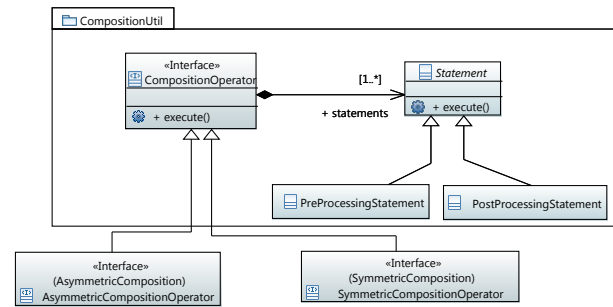 CompositionUtil
«Interface»
CompositionOperator
+ execute()
[1..*]
+ statements
Statement
+ execute()
PreProcessingStatement
PostProcessingStatement
«Interface»
(AsymmetricComposition)
AsymmetricCompositionOperator
«Interface»
(SymmetricComposition)
SymmetricCompositionOperator